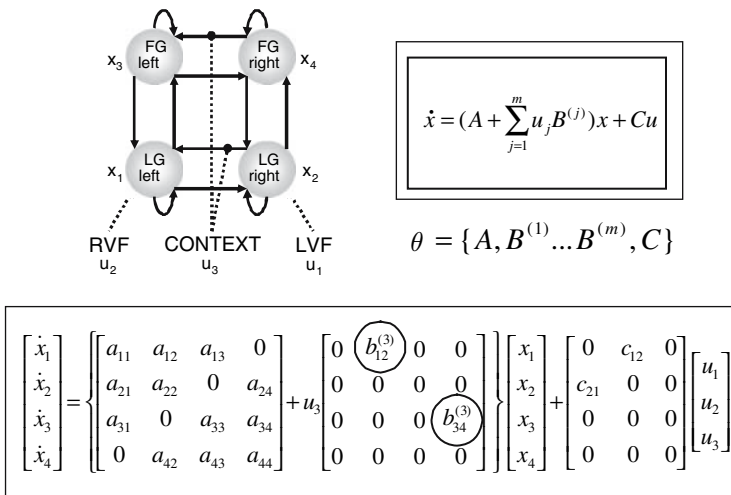 FG left
FG right
x₃
x₄
LG left
LG right
x₁
x₂
RVF u₂
CONTEXT u₃
LVF u₁
ẋ = (A + ∑_{j=1}^{m} u_j B^{(j)})x + Cu
θ = {A, B^{(1)}...B^{(m)}, C}
[ẋ₁] = {[a₁₁ a₁₂ a₁₃ 0] + u₃[0 b₁₂^{(3)} 0 0]}[x₁] + [0 c₁₂ 0][u₁]
[ẋ₂] [a₂₁ a₂₂ 0 a₂₄] [0 0 0 0] [x₂] [c₂₁ 0 0] [u₂]
[ẋ₃] [a₃₁ 0 a₃₃ a₃₄] [0 0 0 b₃₄^{(3)}] [x₃] [0 0 0] [u₃]
[ẋ₄] [0 a₄₂ a₄₃ a₄₄] [0 0 0 0] [x₄] [0 0 0]